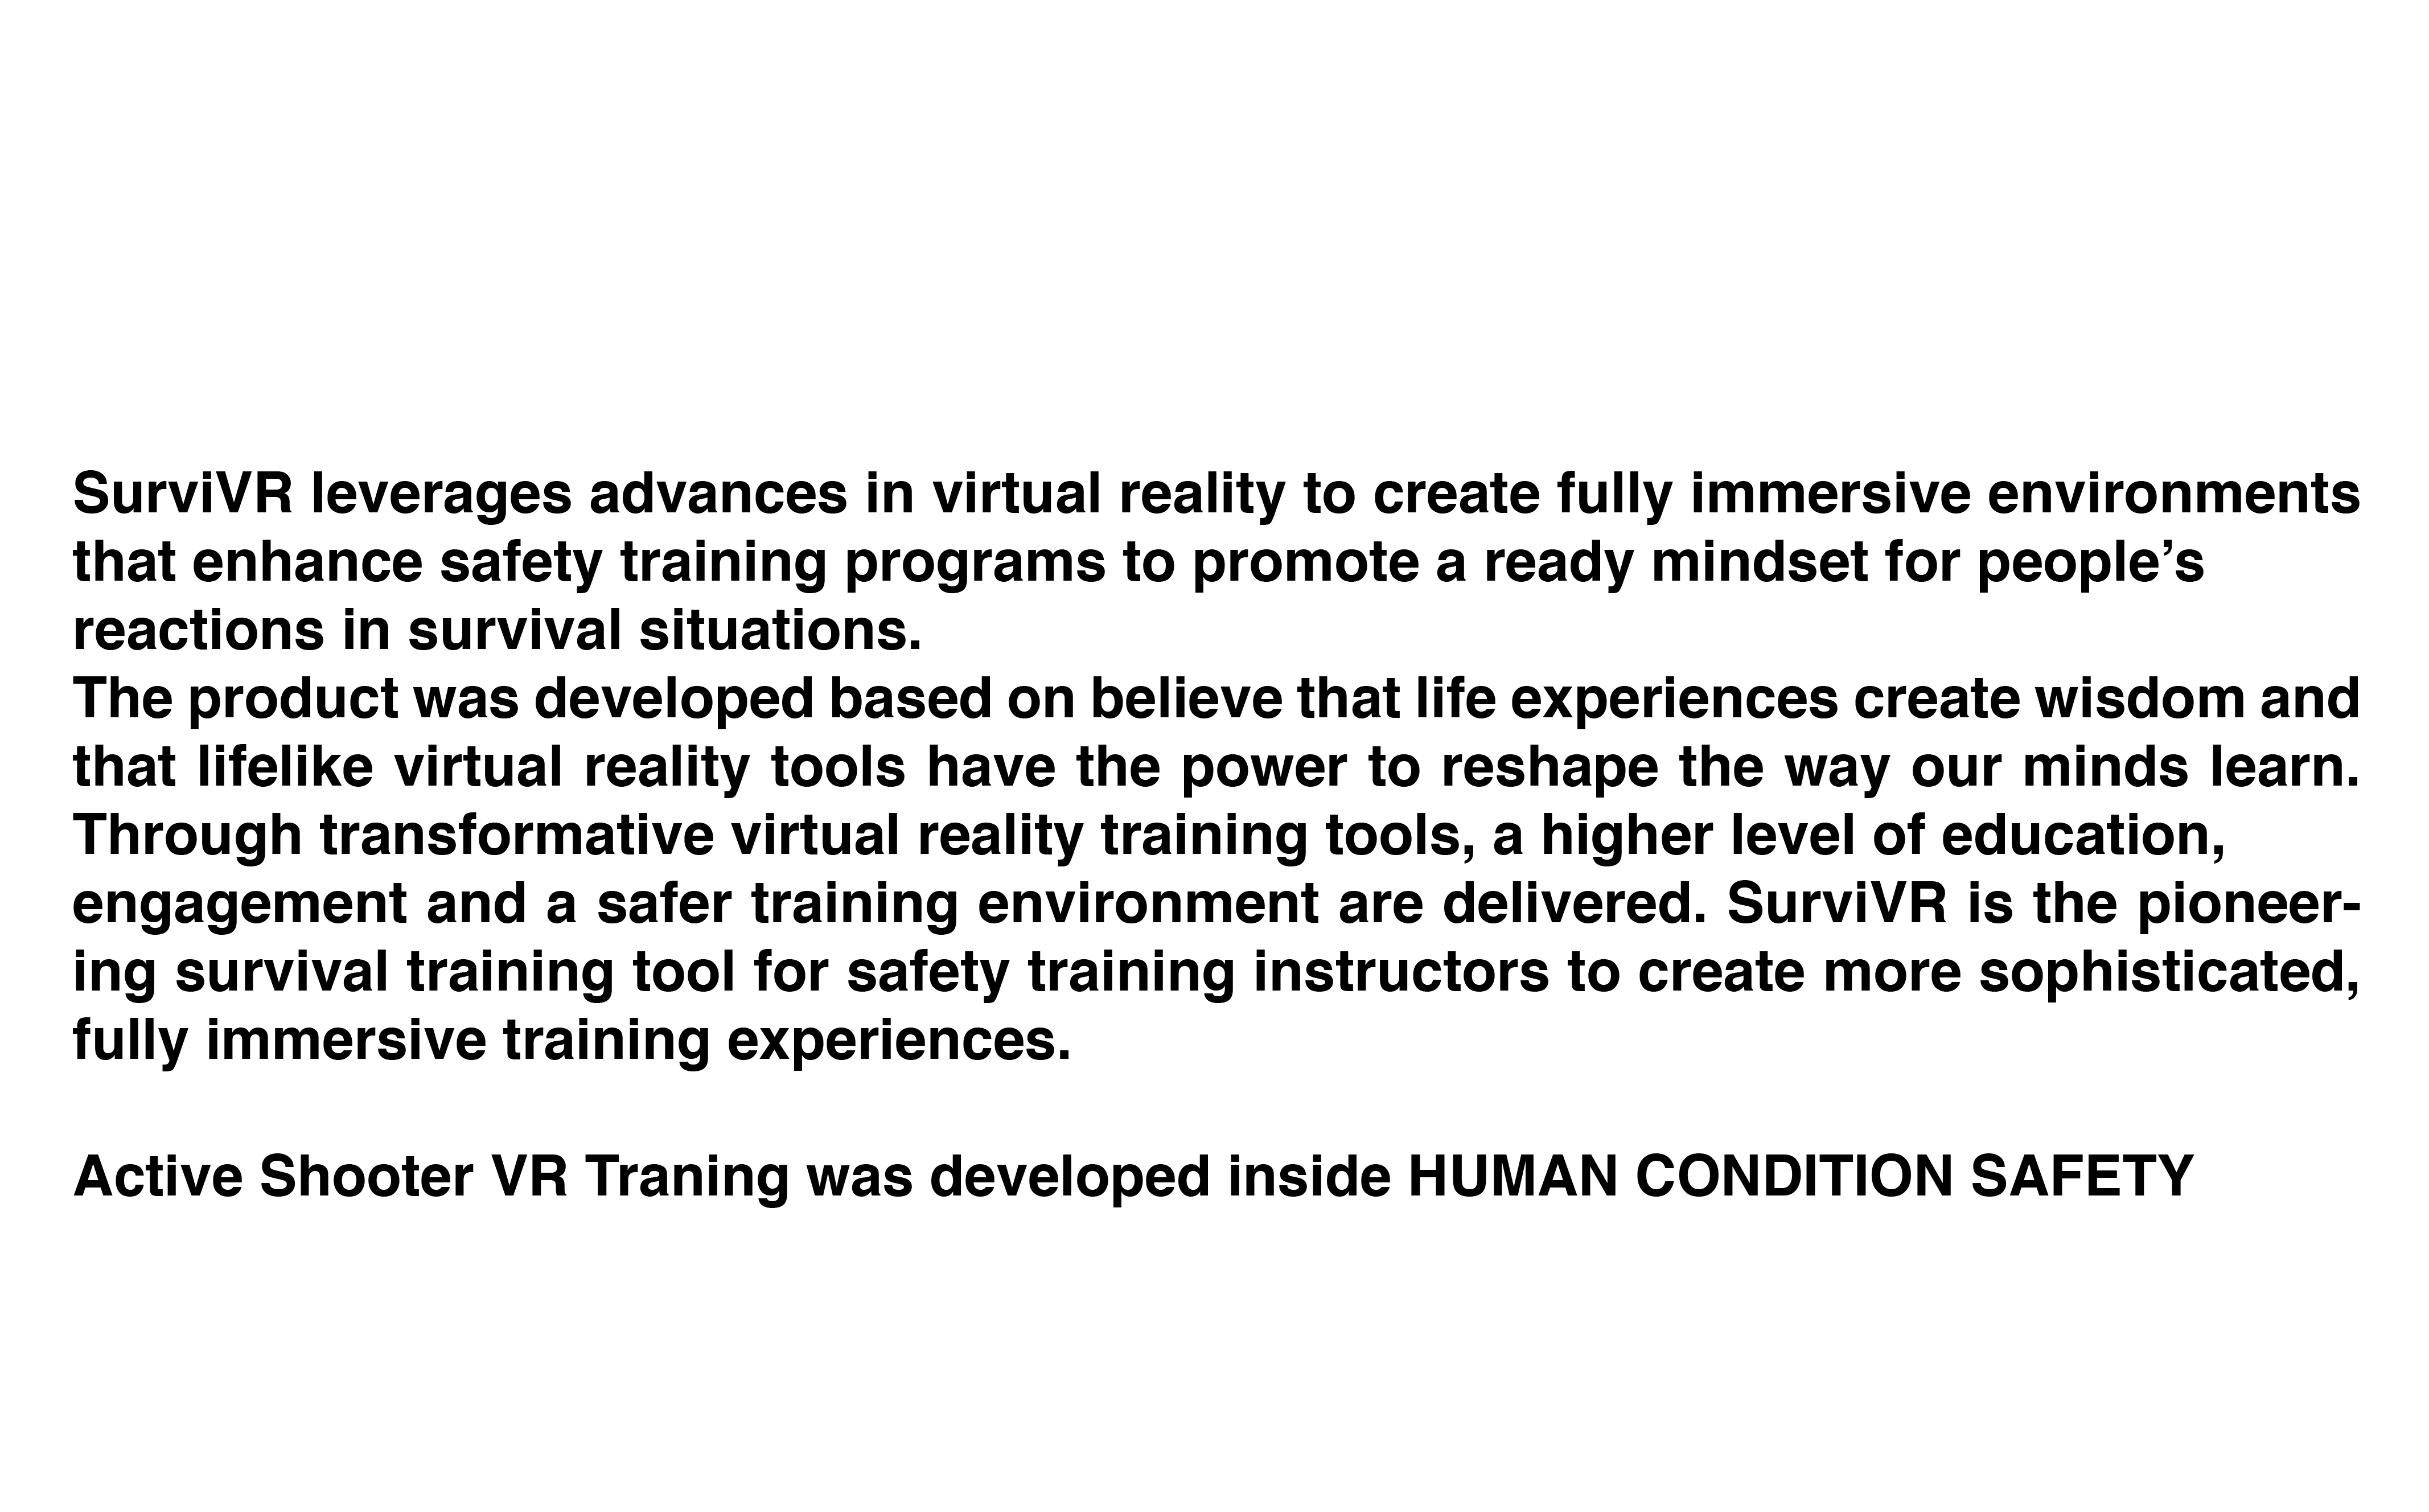 SurviVR leverages advances in virtual reality to create fully immersive environments
that enhance safety training programs to promote a ready mindset for people’s
reactions in survival situations.
The product was developed based on believe that life experiences create wisdom and
that lifelike virtual reality tools have the power to reshape the way our minds learn.
Through transformative virtual reality training tools, a higher level of education,
engagement and a safer training environment are delivered. SurviVR is the pioneer-
ing survival training tool for safety training instructors to create more sophisticated,
fully immersive training experiences.
Active Shooter VR Traning was developed inside HUMAN CONDITION SAFETY